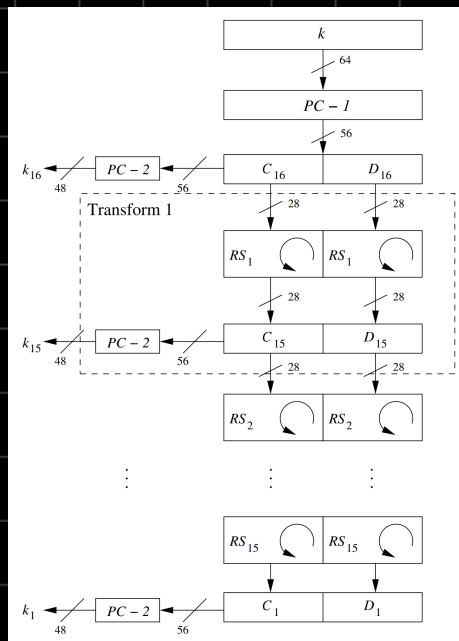 k
64
PC – 1
56
k16 48 PC – 2 56 C16 D16
28 28
Transform 1
RS1 RS1
28 28
k15 48 PC – 2 56 C15 D15
28 28
RS2 RS2
RS15 RS15
k1 48 PC – 2 56 C1 D1